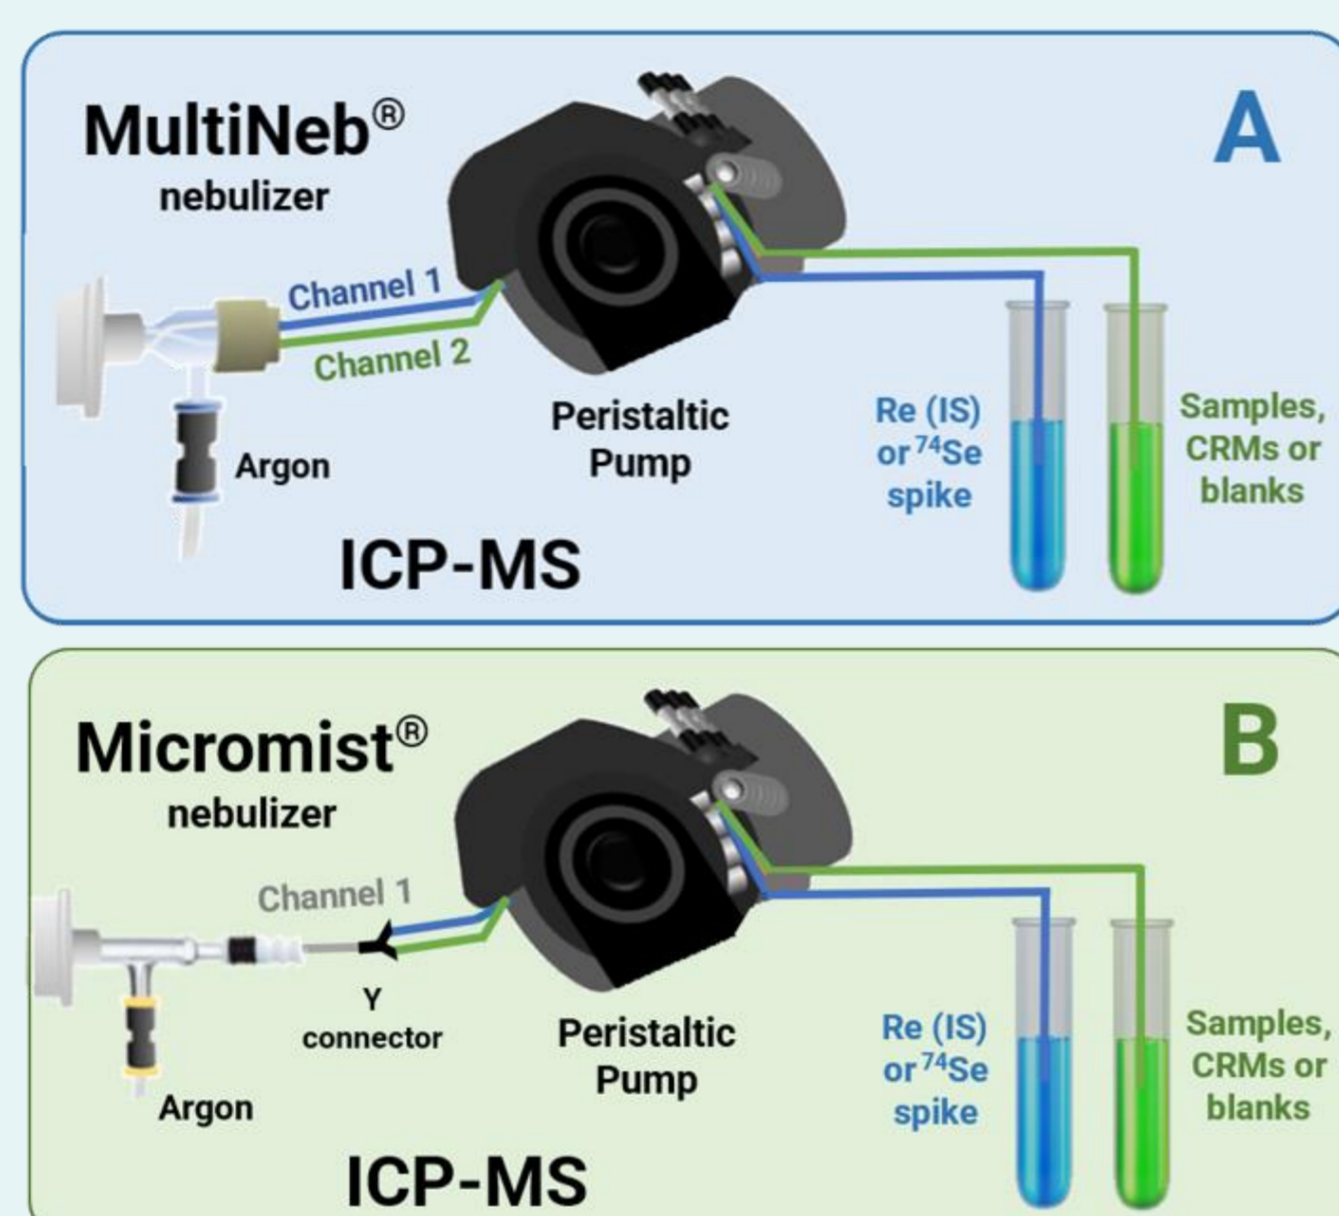 A
MultiNeb®
nebulizer
Channel 1
Channel 2
Argon
Peristaltic
Pump
Re (IS)
or ⁷⁴Se
spike
Samples,
CRMs or
blanks
ICP-MS
B
Micromist®
nebulizer
Channel 1
Y
connector
Argon
Peristaltic
Pump
Re (IS)
or ⁷⁴Se
spike
Samples,
CRMs or
blanks
ICP-MS